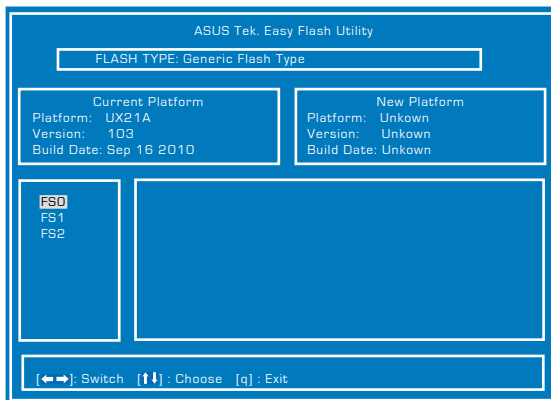 ASUS Tek. Easy Flash Utility
FLASH TYPE: Generic Flash Type
Current Platform
Platform: UX21A
Version: 103
Build Date: Sep 16 2010
New Platform
Platform: Unkown
Version: Unkown
Build Date: Unkown
FS0
FS1
FS2
[←→]: Switch [↑↓] : Choose [q] : Exit